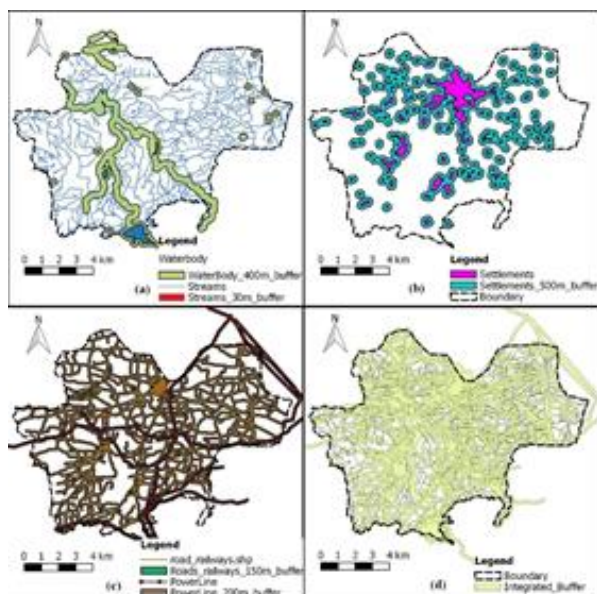 N
Legend
Waterbody
WaterBody_400m_buffer
Streams
Streams_30m_buffer
0 1 2 3 4 km
(a)
N
Legend
Settlements
Settlements_500m_buffer
Boundary
0 1 2 3 4 km
(b)
N
Legend
Road_railways.shp
Roads_railways_150m_buffer
PowerLine
PowerLine_200m_buffer
0 1 2 3 4 km
(c)
N
Legend
Boundary
Integrated_Buffer
0 1 2 3 4 km
(d)